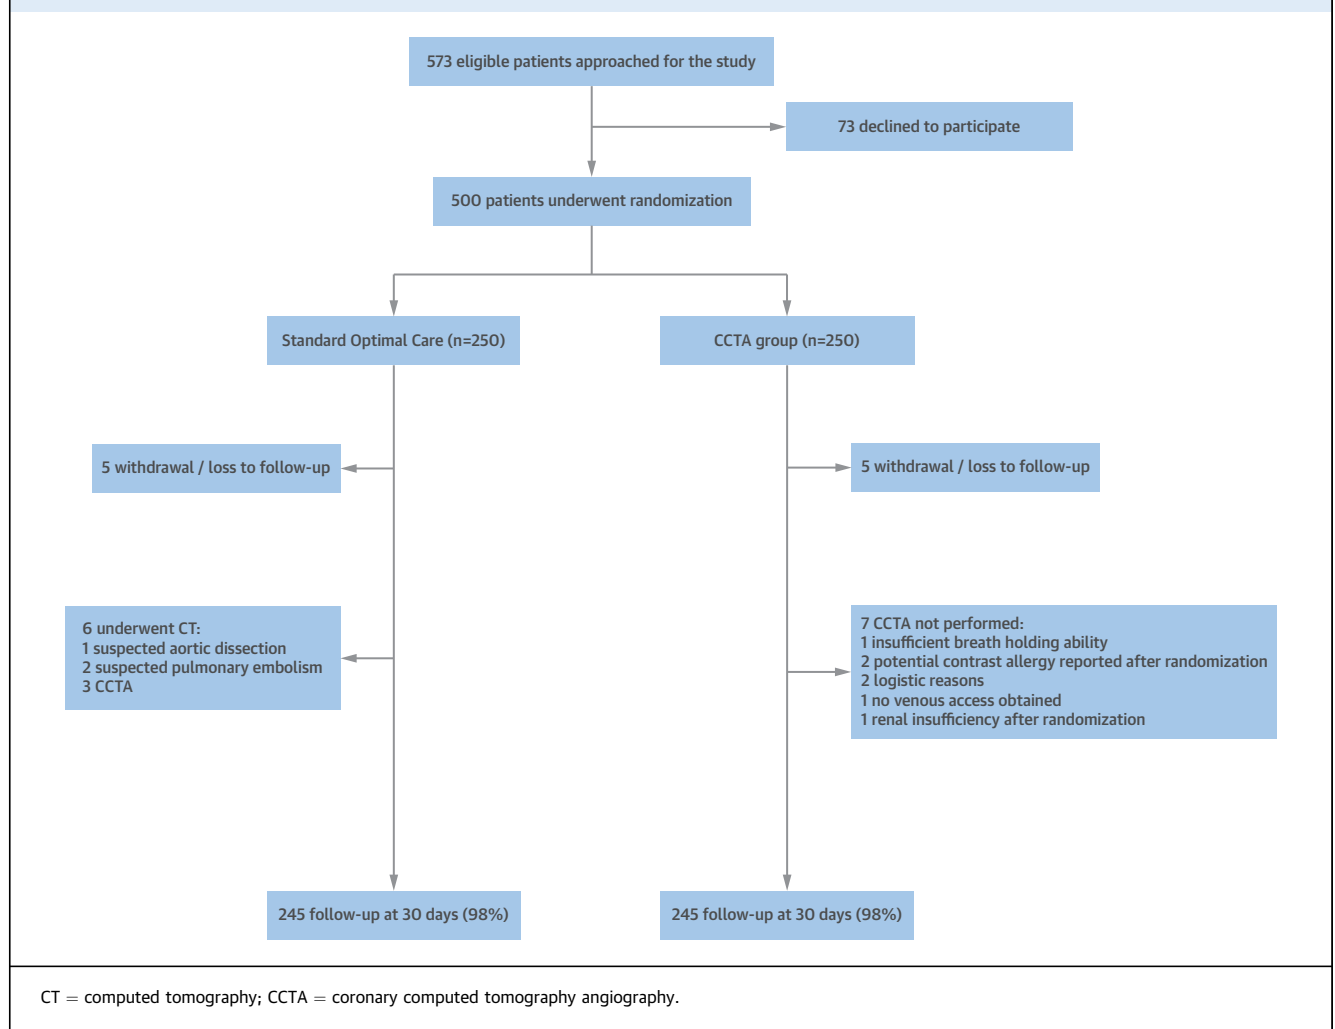 573 eligible patients approached for the study
73 declined to participate
500 patients underwent randomization
Standard Optimal Care (n=250)
CCTA group (n=250)
5 withdrawal / loss to follow-up
5 withdrawal / loss to follow-up
6 underwent CT:
1 suspected aortic dissection
2 suspected pulmonary embolism
3 CCTA
7 CCTA not performed:
1 insufficient breath holding ability
2 potential contrast allergy reported after randomization
2 logistic reasons
1 no venous access obtained
1 renal insufficiency after randomization
245 follow-up at 30 days (98%)
245 follow-up at 30 days (98%)
CT = computed tomography; CCTA = coronary computed tomography angiography.